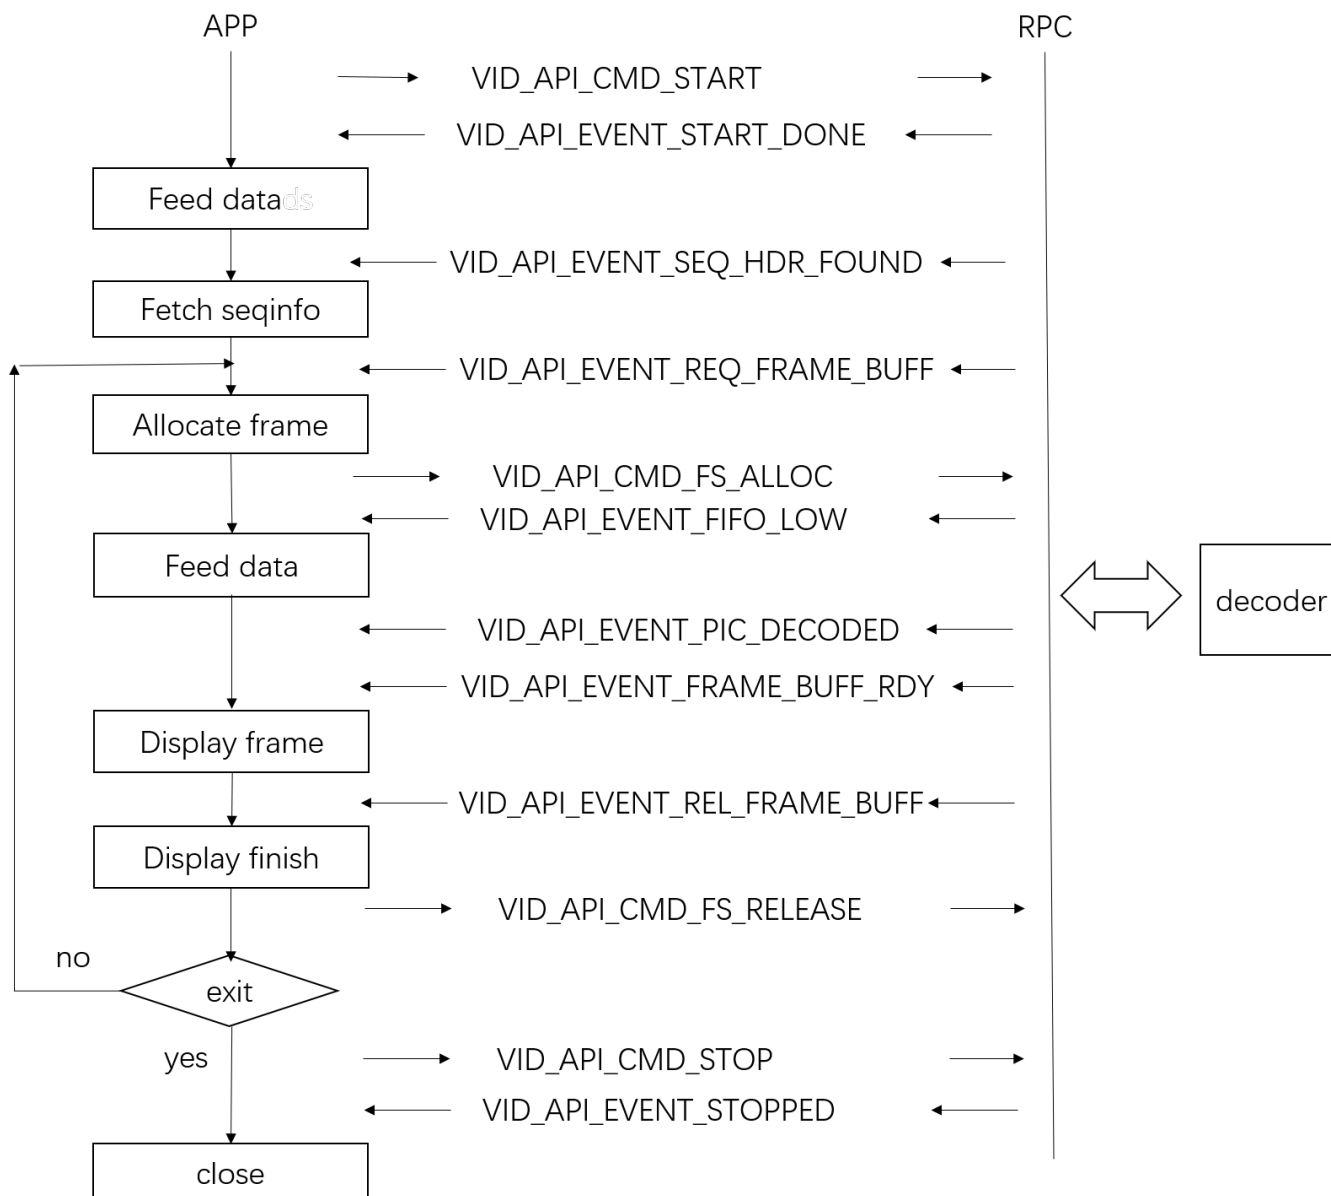 APP
RPC
VID_API_CMD_START
VID_API_EVENT_START_DONE
Feed datads
VID_API_EVENT_SEQ_HDR_FOUND
Fetch seqinfo
VID_API_EVENT_REQ_FRAME_BUFF
Allocate frame
VID_API_CMD_FS_ALLOC
VID_API_EVENT_FIFO_LOW
Feed data
decoder
VID_API_EVENT_PIC_DECODED
VID_API_EVENT_FRAME_BUFF_RDY
Display frame
VID_API_EVENT_REL_FRAME_BUFF
Display finish
VID_API_CMD_FS_RELEASE
no
exit
yes
VID_API_CMD_STOP
VID_API_EVENT_STOPPED
close